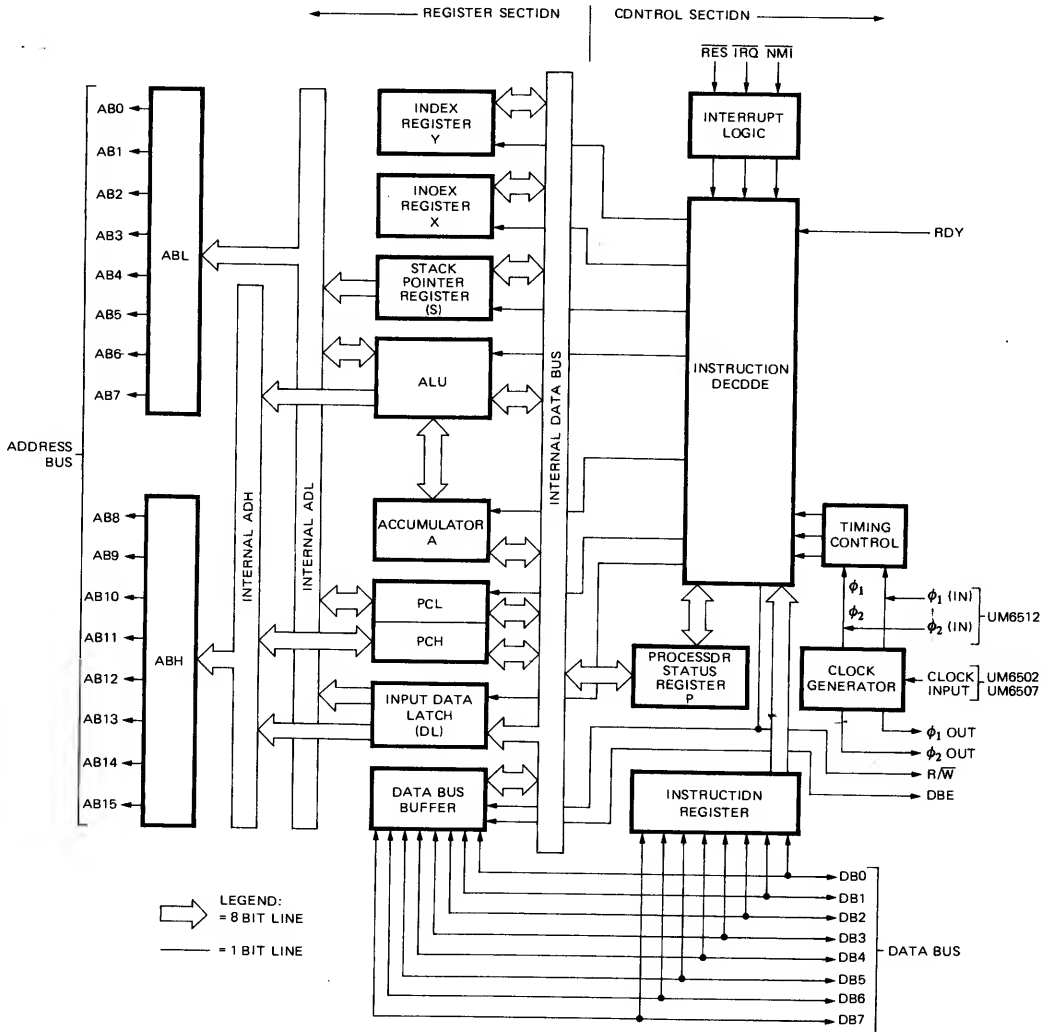 REGISTER SECTION
CDNTROL SECTION
RES IRQ NMI
INTERRUPT
LOGIC
AB0
AB1
AB2
AB3
AB4
AB5
AB6
AB7
ABL
ADDRESS
BUS
AB8
AB9
AB10
AB11
AB12
AB13
AB14
AB15
ABH
INTERNAL ADH
INTERNAL ADL
INDEX
REGISTER
Y
INOEX
REGISTER
X
STACK
POINTER
REGISTER
(S)
ALU
ACCUMULATOR
A
PCL
PCH
INPUT DATA
LATCH
(DL)
DATA BUS
BUFFER
INTERNAL DATA BUS
INSTRUCTION
DECDDE
RDY
TIMING
CONTROL
ϕ1
ϕ2
ϕ1 (IN)
ϕ2 (IN)
UM6512
CLOCK
GENERATOR
CLOCK
INPUT
UM6502
UM6507
ϕ1 OUT
ϕ2 OUT
R/W
DBE
PROCESSDR
STATUS
REGISTER
P
INSTRUCTIDN
REGISTER
DB0
DB1
DB2
DB3
DB4
DB5
DB6
DB7
DATA BUS
LEGEND:
= 8 BIT LINE
= 1 BIT LINE